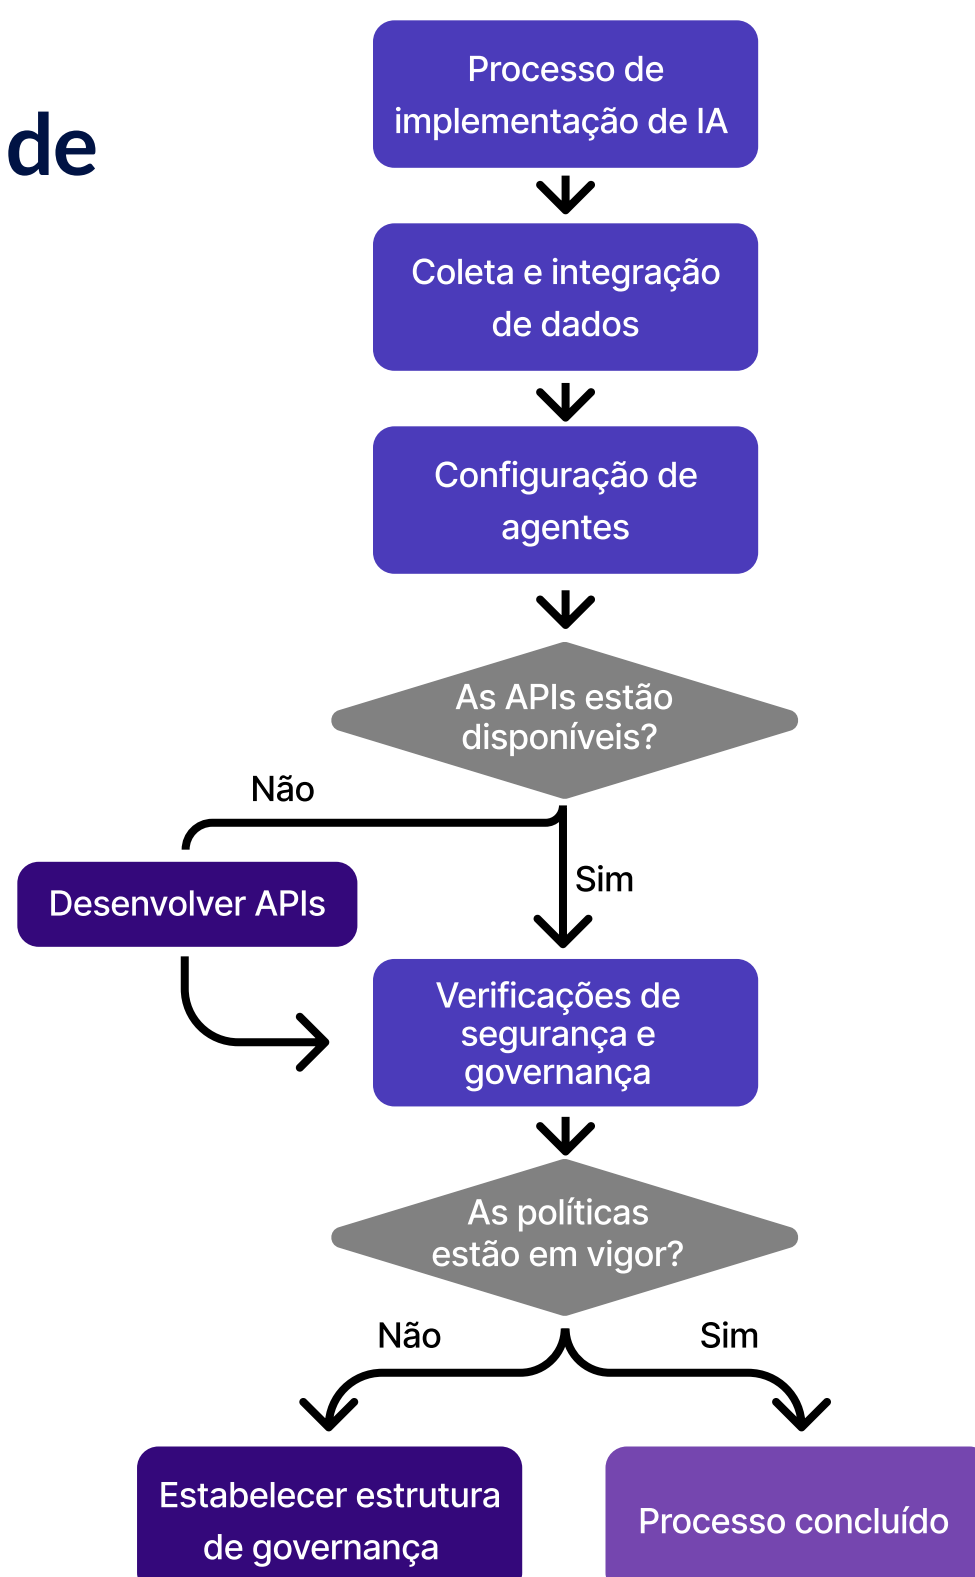 de
Processo de
implementação de IA
Coleta e integração
de dados
Configuração de
agentes
As APIs estão
disponíveis?
Não
Sim
Desenvolver APIs
Verificações de
segurança e
governança
As políticas
estão em vigor?
Não
Sim
Estabelecer estrutura
de governança
Processo concluído